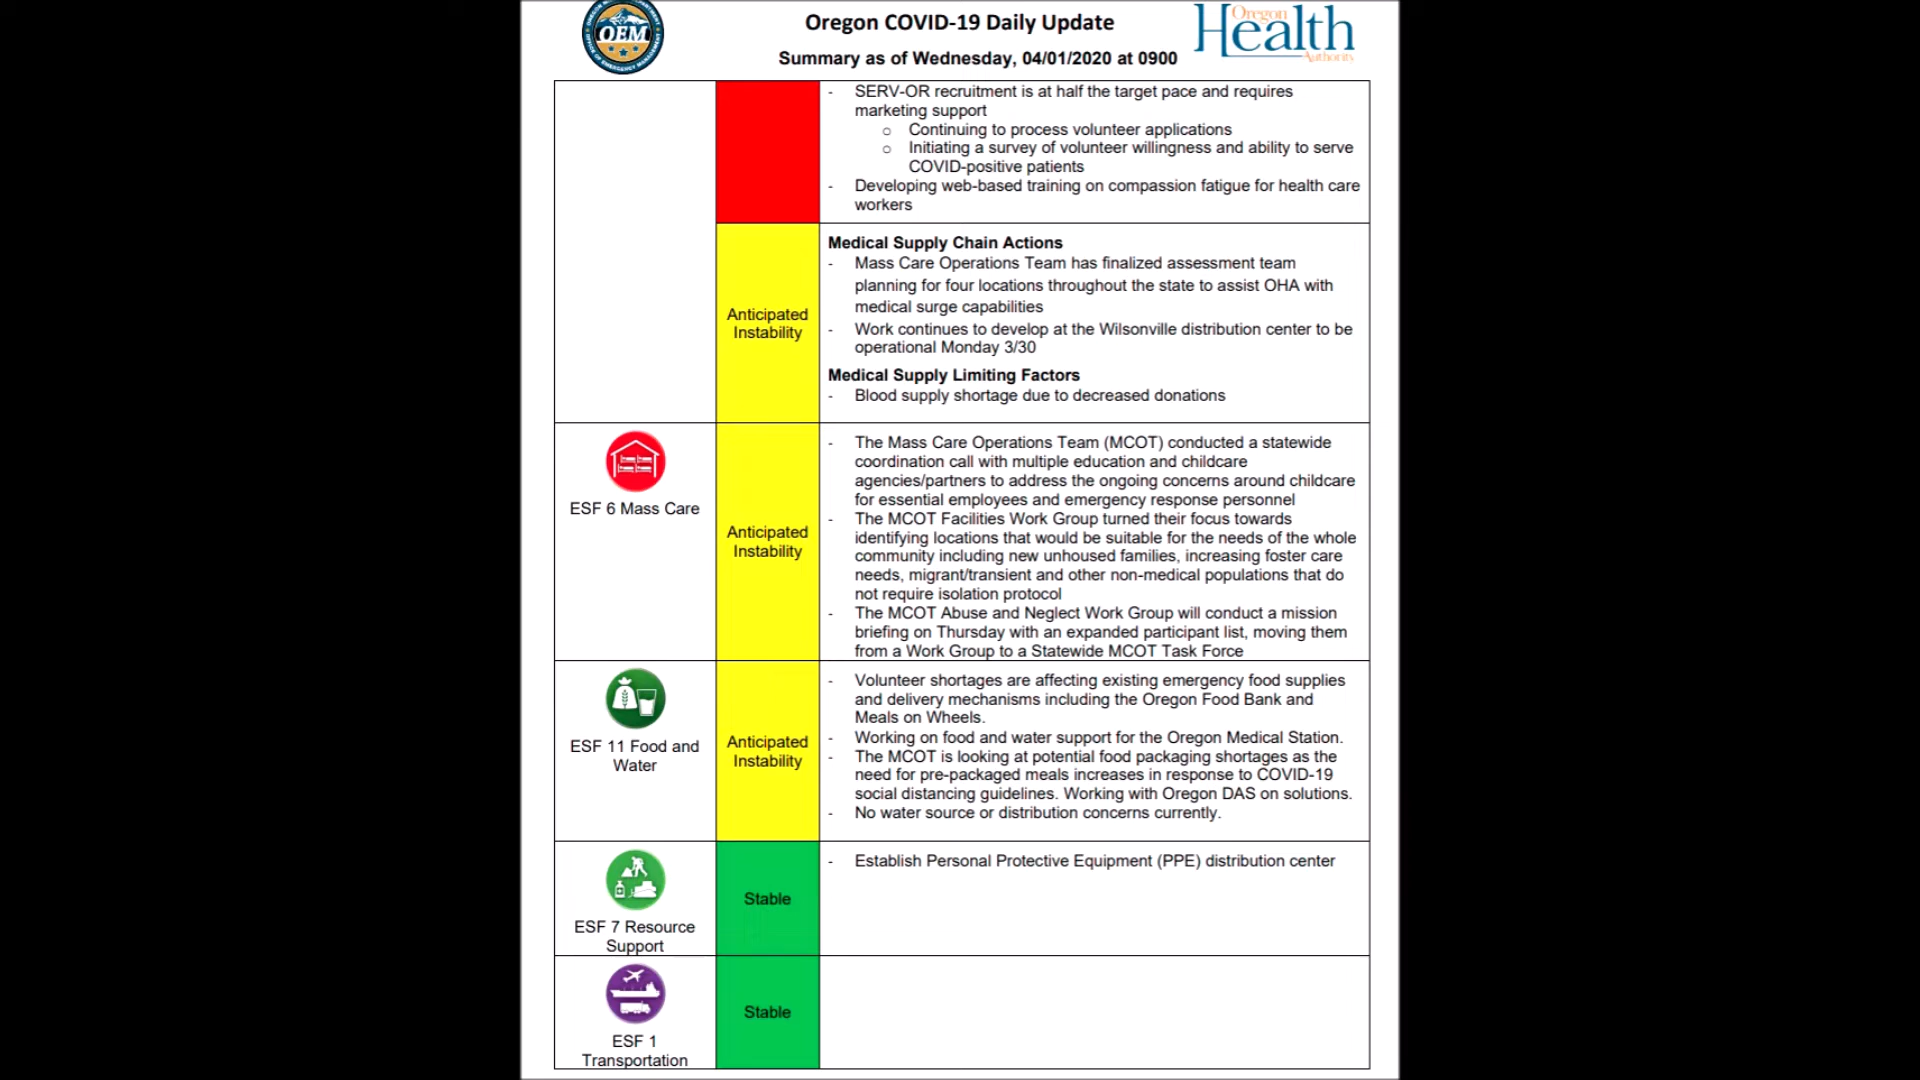 Oregon COVID-19 Daily Update
Summary as of Wednesday, 04/01/2020 at 0900
OEM
OFFICE OF EMERGENCY MANAGEMENT
Oregon
Health
Authority
- SERV-OR recruitment is at half the target pace and requires
marketing support
o Continuing to process volunteer applications
o Initiating a survey of volunteer willingness and ability to serve
COVID-positive patients
- Developing web-based training on compassion fatigue for health care
workers
Anticipated
Instability
Medical Supply Chain Actions
- Mass Care Operations Team has finalized assessment team
planning for four locations throughout the state to assist OHA with
medical surge capabilities
- Work continues to develop at the Wilsonville distribution center to be
operational Monday 3/30
Medical Supply Limiting Factors
- Blood supply shortage due to decreased donations
ESF 6 Mass Care
Anticipated
Instability
- The Mass Care Operations Team (MCOT) conducted a statewide
coordination call with multiple education and childcare
agencies/partners to address the ongoing concerns around childcare
for essential employees and emergency response personnel
- The MCOT Facilities Work Group turned their focus towards
identifying locations that would be suitable for the needs of the whole
community including new unhoused families, increasing foster care
needs, migrant/transient and other non-medical populations that do
not require isolation protocol
- The MCOT Abuse and Neglect Work Group will conduct a mission
briefing on Thursday with an expanded participant list, moving them
from a Work Group to a Statewide MCOT Task Force
ESF 11 Food and
Water
Anticipated
Instability
- Volunteer shortages are affecting existing emergency food supplies
and delivery mechanisms including the Oregon Food Bank and
Meals on Wheels.
- Working on food and water support for the Oregon Medical Station.
- The MCOT is looking at potential food packaging shortages as the
need for pre-packaged meals increases in response to COVID-19
social distancing guidelines. Working with Oregon DAS on solutions.
- No water source or distribution concerns currently.
ESF 7 Resource
Support
Stable
- Establish Personal Protective Equipment (PPE) distribution center
ESF 1
Transportation
Stable